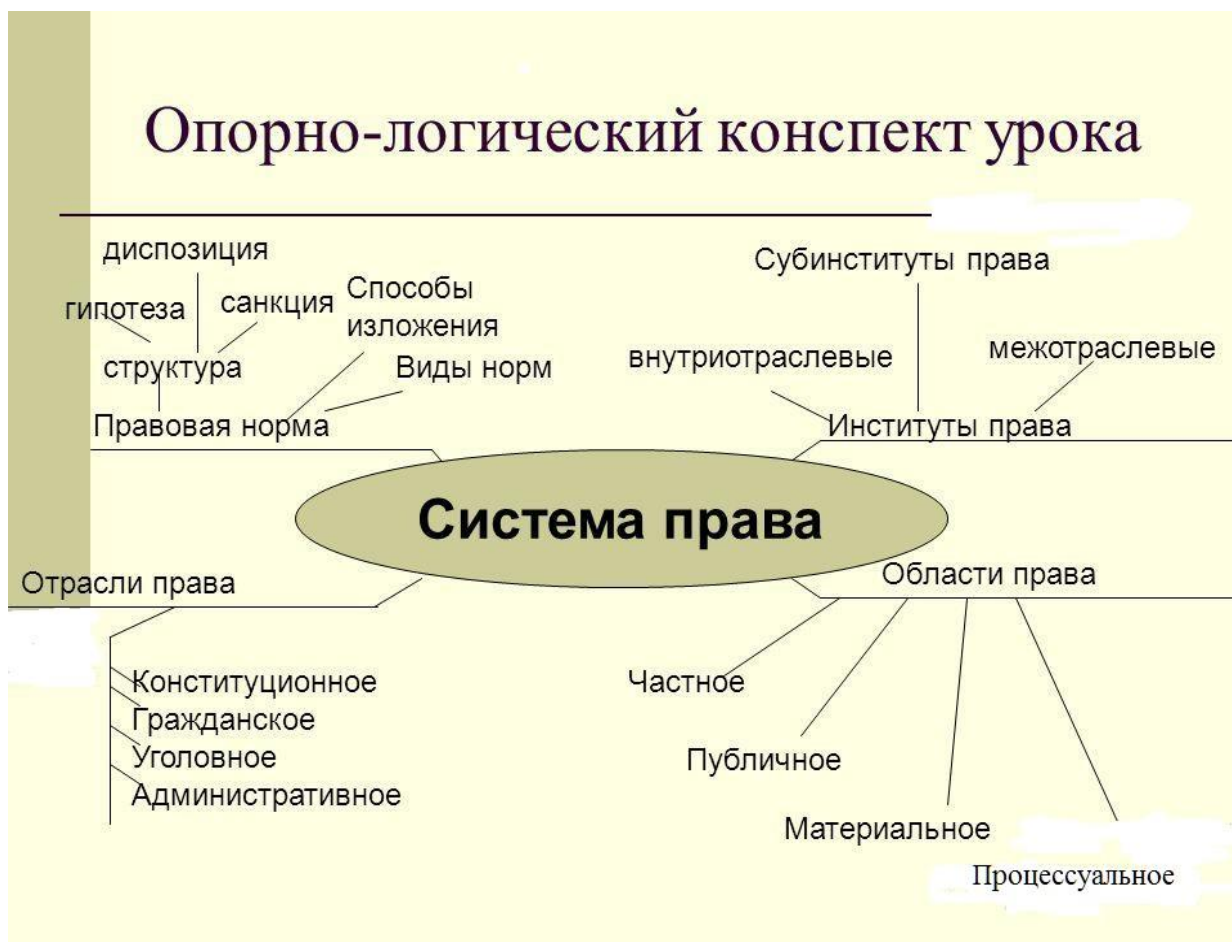 Опорно-логический конспект урока
диспозиция
гипотеза
санкция
Способы
изложения
структура
Виды норм
Правовая норма
Субинституты права
внутриотраслевые
межотраслевые
Институты права
Система права
Отрасли права
Конституционное
Гражданское
Уголовное
Административное
Области права
Частное
Публичное
Материальное
Процессуальное